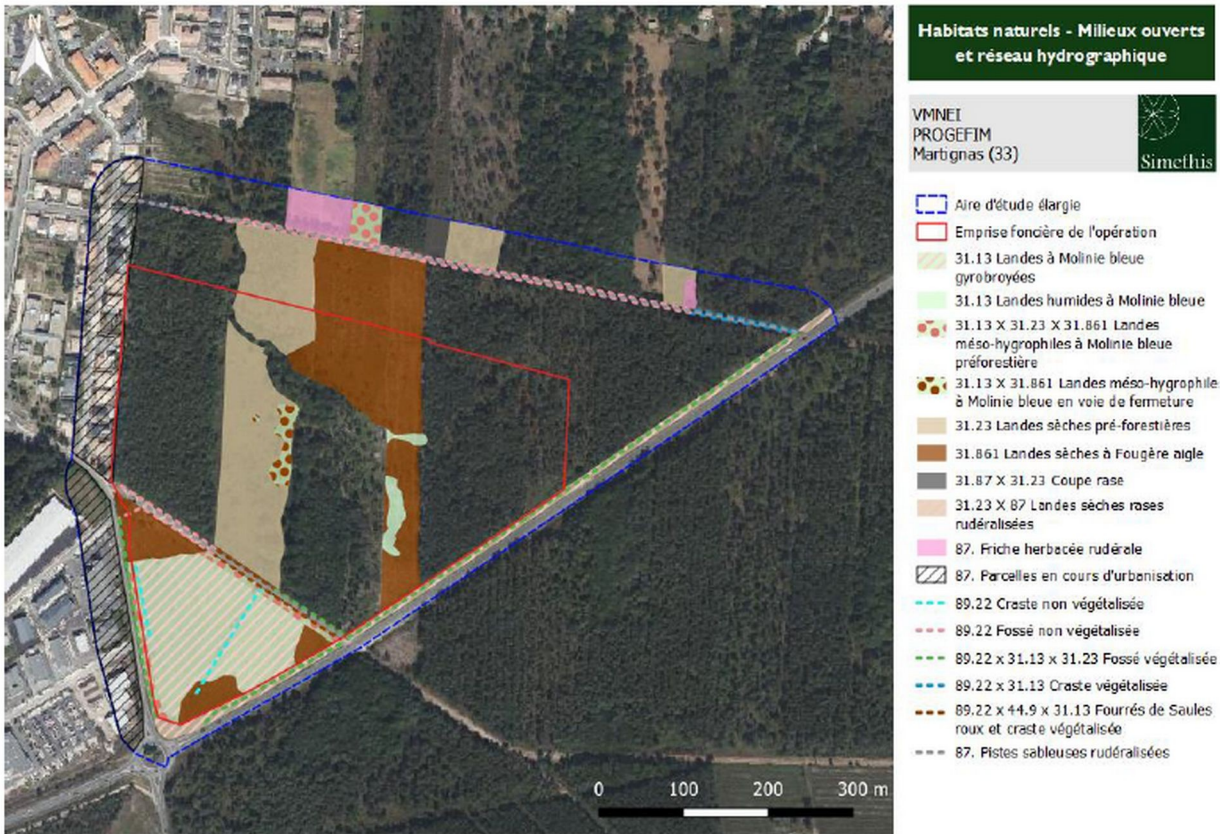 Habitats naturels - Milieux ouverts
et réseau hydrographique
VMNEI
PROGEFIM
Martignas (33)
Simethis
Aire d'étude élargie
Emprise foncière de l'opération
31.13 Landes à Molinie bleue
gyrobroyées
31.13 Landes humides à Molinie bleue
31.13 X 31.23 X 31.861 Landes
méso-hygrophiles à Molinie bleue
préforestière
31.13 X 31.861 Landes méso-hygrophile
à Molinie bleue en voie de fermeture
31.23 Landes sèches pré-forestières
31.861 Landes sèches à Fougère aigle
31.87 X 31.23 Coupe rase
31.23 X 87 Landes sèches rases
rudéralisées
87. Friche herbacée rudérale
87. Parcelles en cours d'urbanisation
89.22 Craste non végétalisée
89.22 Fossé non végétalisée
89.22 x 31.13 x 31.23 Fossé végétalisée
89.22 x 31.13 Craste végétalisée
89.22 x 44.9 x 31.13 Fourrés de Saules
roux et craste végétalisée
87. Pistes sableuses rudéralisées
0 100 200 300 m